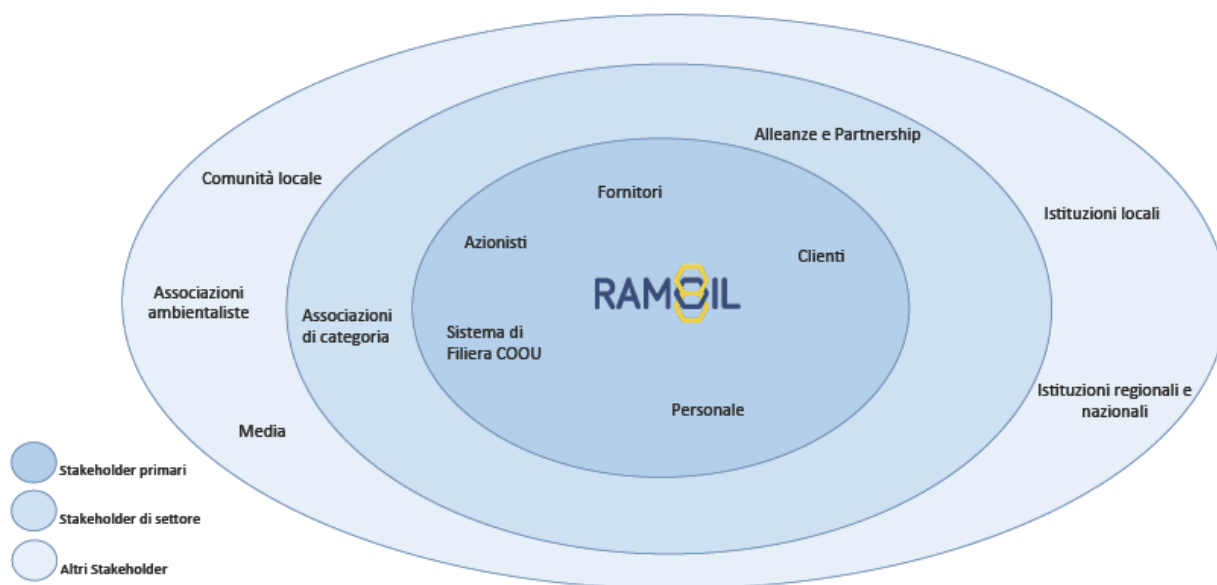 Alleanze e Partnership
Comunità locale
Fornitori
Istituzioni locali
Azionisti
Clienti
RAMOIL
Associazioni
ambientaliste
Associazioni
di categoria
Sistema di
Filiera COOU
Istituzioni regionali e
nazionali
Personale
Media
Stakeholder primari
Stakeholder di settore
Altri Stakeholder